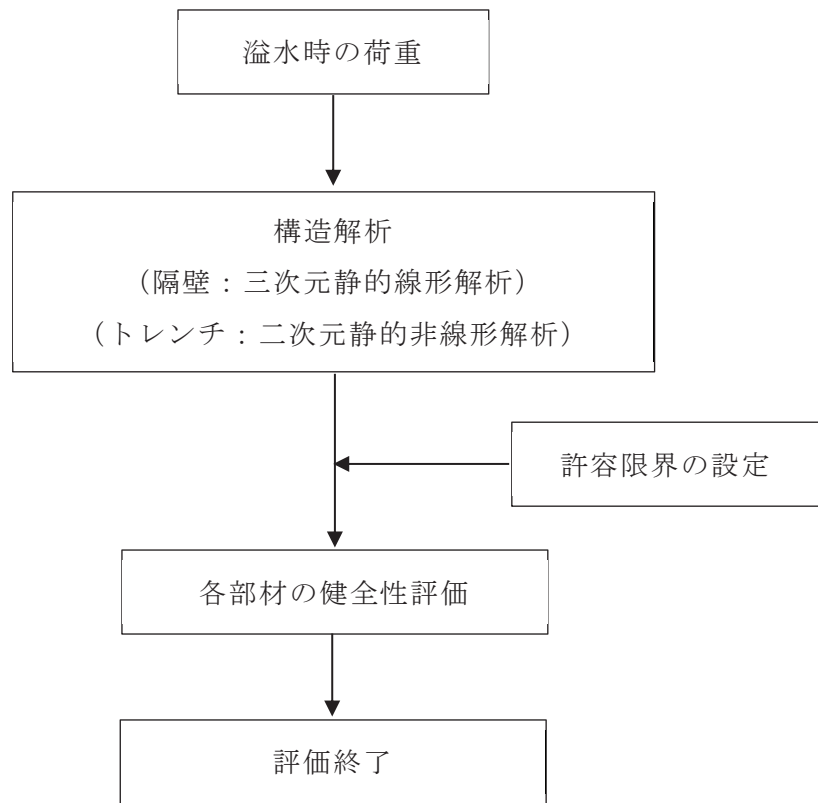 溢水時の荷重
構造解析
（隔壁：三次元静的線形解析）
（トレンチ：二次元静的非線形解析）
許容限界の設定
各部材の健全性評価
評価終了